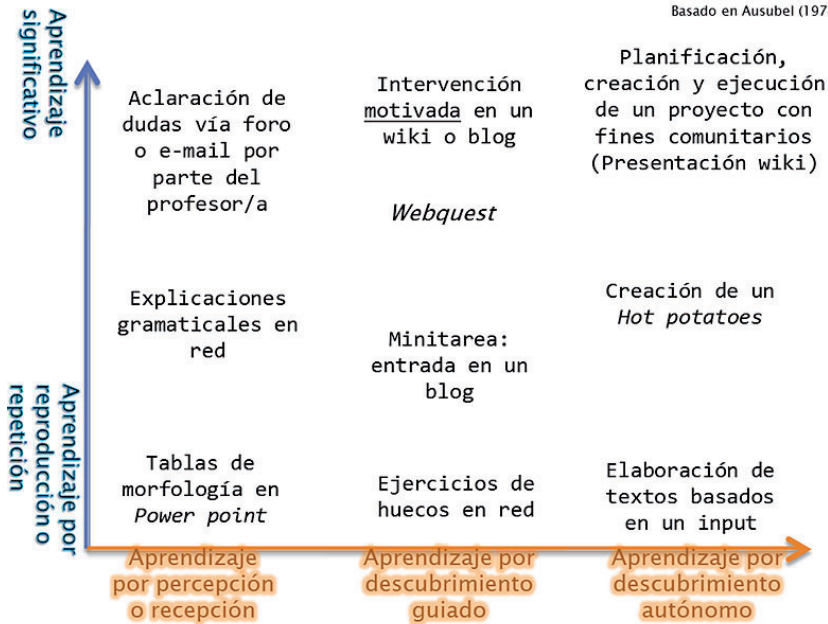 Basado en Ausubel (197
Aprendizaje
significativo
Aclaración de
dudas vía foro
o e-mail por
parte del
profesor/a
Intervención
motivada en un
wiki o blog
Webquest
Planificación,
creación y ejecución
de un proyecto con
fines comunitarios
(Presentación wiki)
Explicaciones
gramaticales en
red
Minitarea:
entrada en un
blog
Creación de un
Hot potatoes
Aprendizaje por
reproducción o
repetición
Tablas de
morfología en
Power point
Ejercicios de
huecos en red
Elaboración de
textos basados
en un input
Aprendizaje
por percepción
o recepción
Aprendizaje por
descubrimiento
guiado
Aprendizaje por
descubrimiento
autónomo